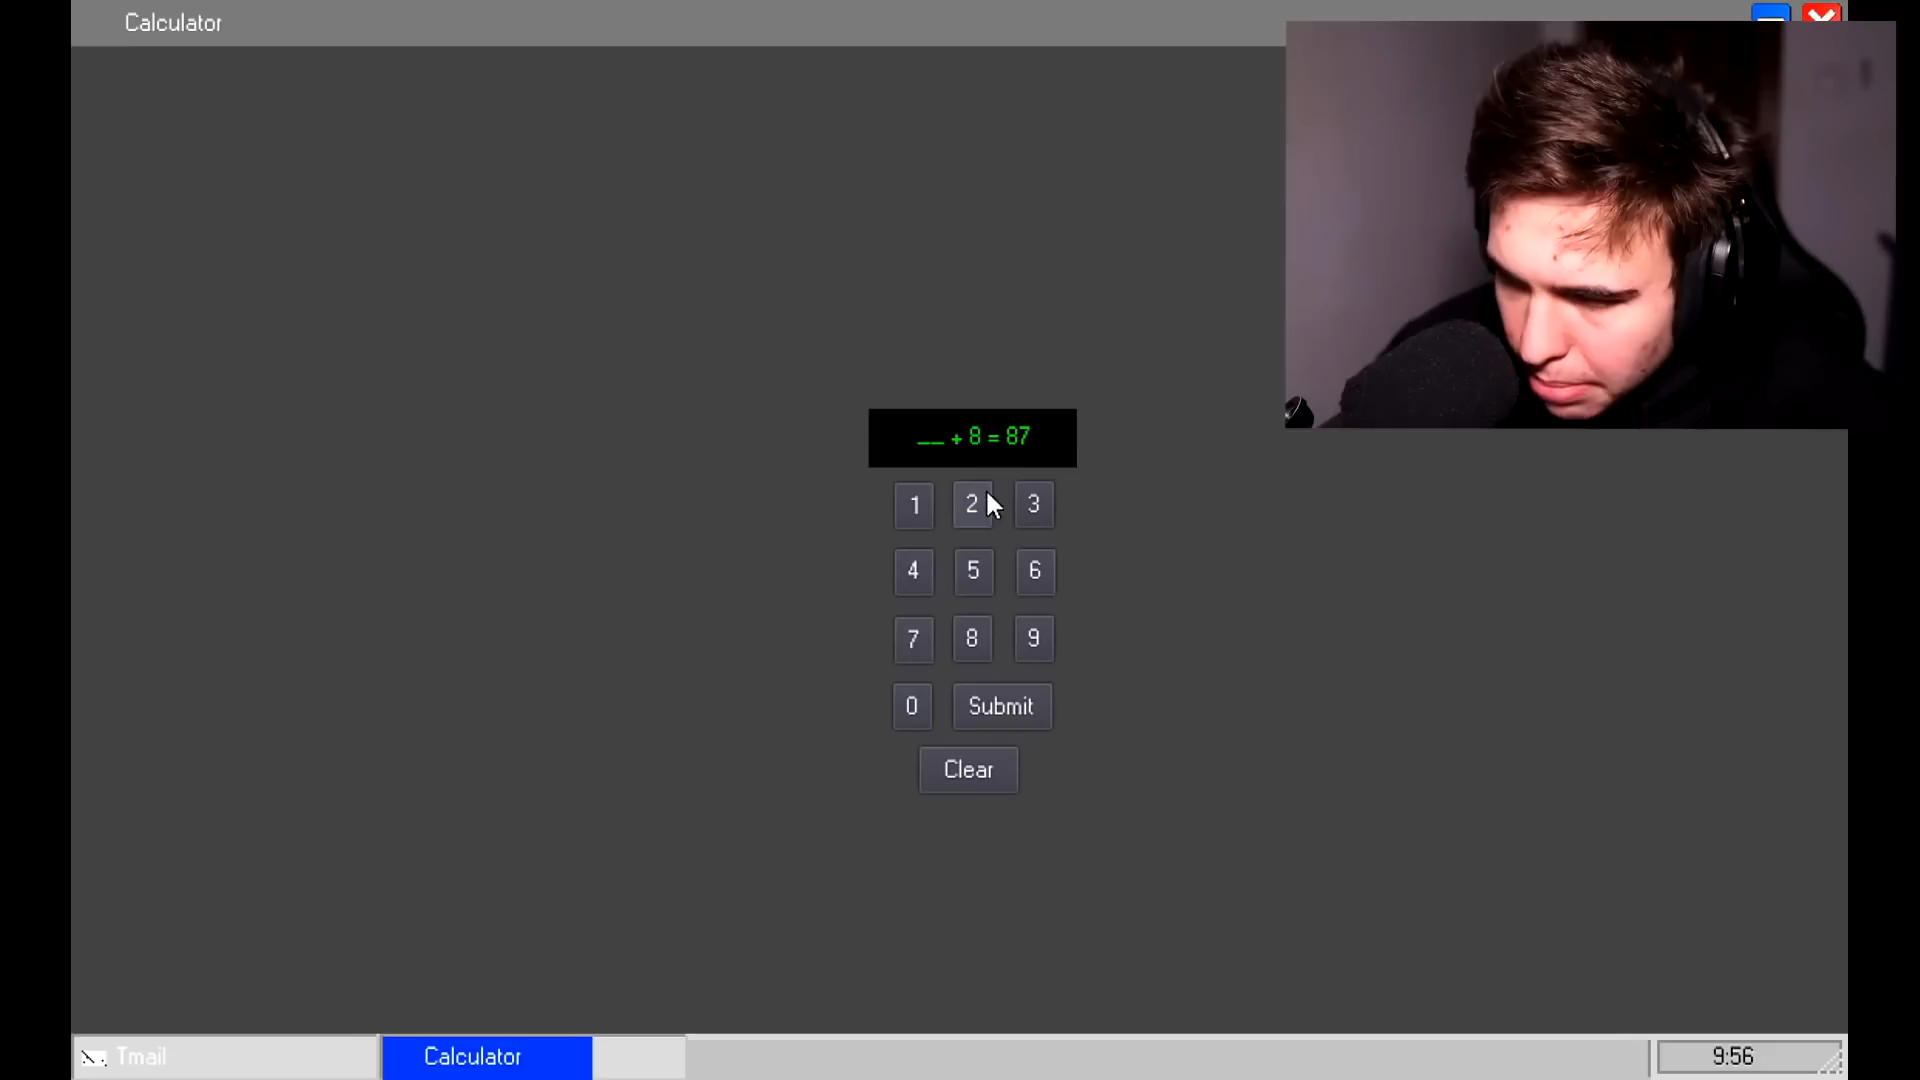 Calculator
__ + 8 = 87
1 2 3
4 5 6
7 8 9
0 Submit
Clear
Tmail Calculator 9:56